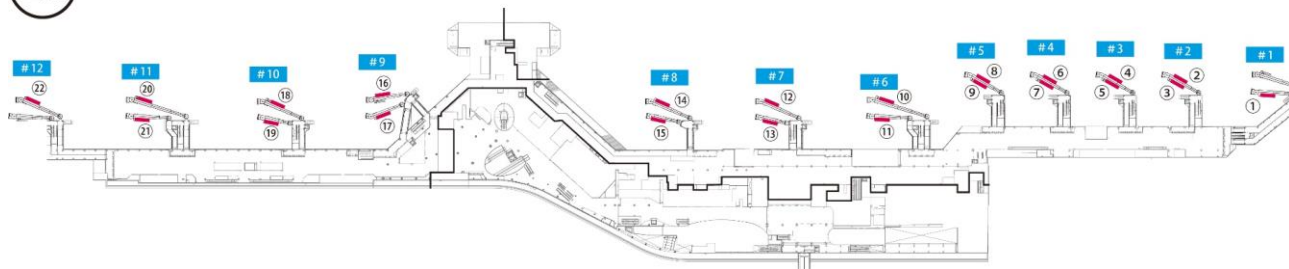 #5 #4 #3 #2 #1
#12 #11 #10 #9 #8 #7 #6
⑧ ⑥ ④ ②
⑨ ⑦ ⑤ ③ ①
㉒ ⑳ ⑱ ⑯ ⑭ ⑫ ⑩
㉑ ⑲ ⑰ ⑮ ⑬ ⑪